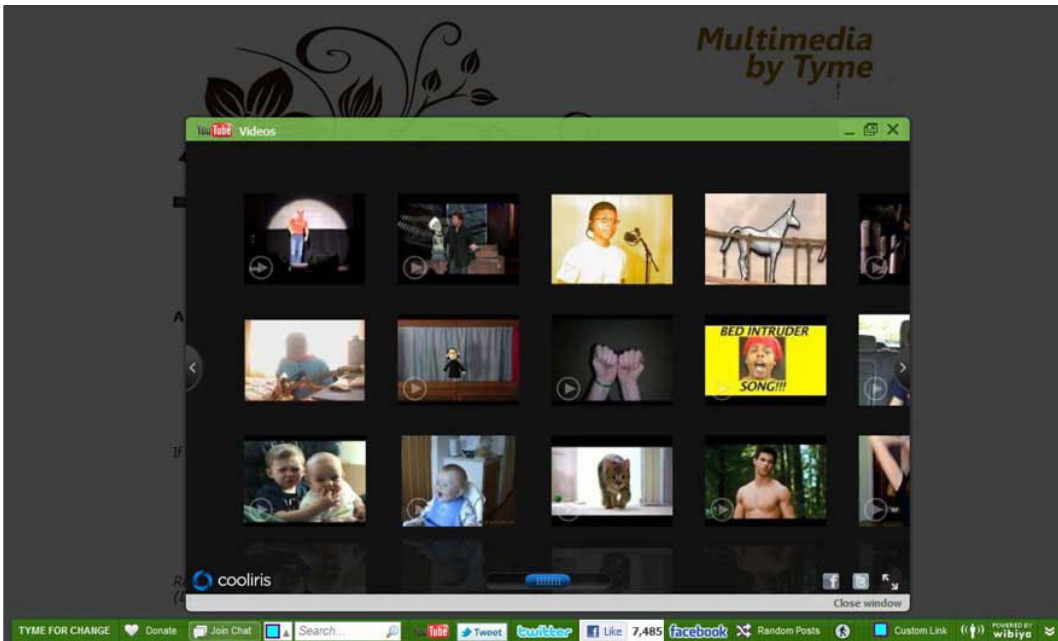 Multimedia
by Tyme
YouTube Videos
A
BED INTRUDER
SONG!!!
If
cooliris
Close window
TYME FOR CHANGE Donate Join Chat Search... YouTube Tweet twitter Like 7,485 facebook Random Posts Custom Link POWERED BY wibiya